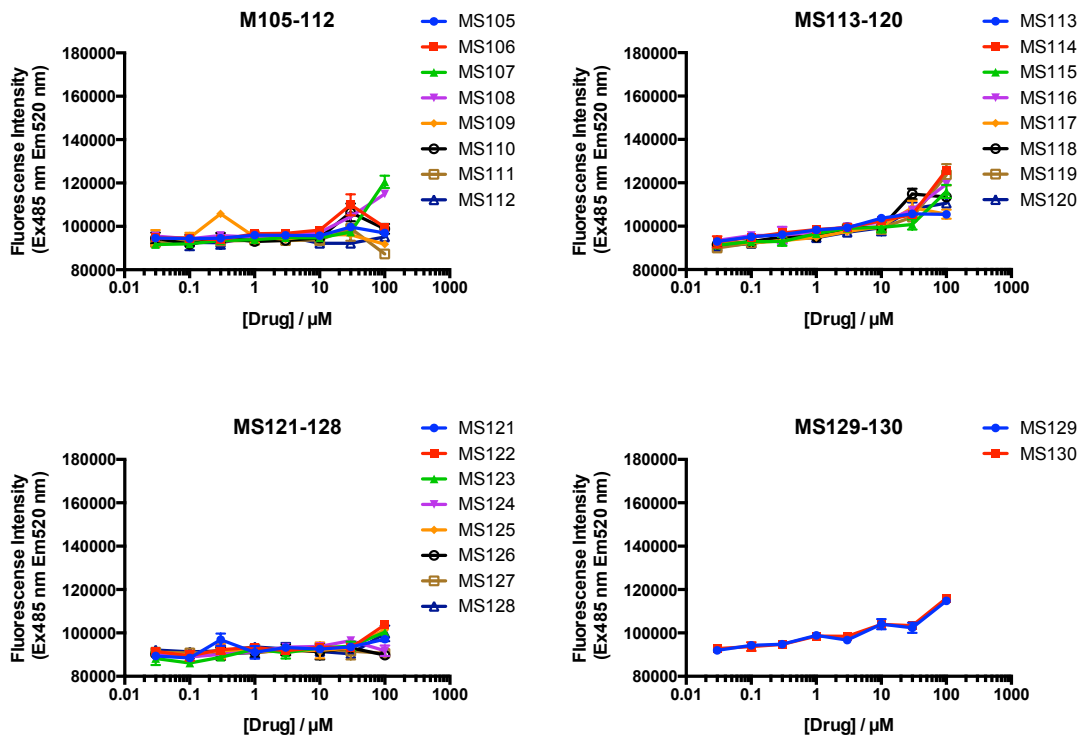 M105-112
Fluorescense Intensity
(Ex485 nm Em520 nm)
180000
160000
140000
120000
100000
80000
0.01
0.1
1
10
100
1000
[Drug] / µM
MS105
MS106
MS107
MS108
MS109
MS110
MS111
MS112
MS113-120
Fluorescense Intensity
(Ex485 nm Em520 nm)
180000
160000
140000
120000
100000
80000
0.01
0.1
1
10
100
1000
[Drug] / µM
MS113
MS114
MS115
MS116
MS117
MS118
MS119
MS120
MS121-128
Fluorescense Intensity
(Ex485 nm Em520 nm)
180000
160000
140000
120000
100000
80000
0.01
0.1
1
10
100
1000
[Drug] / µM
MS121
MS122
MS123
MS124
MS125
MS126
MS127
MS128
MS129-130
Fluorescense Intensity
(Ex485 nm Em520 nm)
180000
160000
140000
120000
100000
80000
0.01
0.1
1
10
100
1000
[Drug] / µM
MS129
MS130